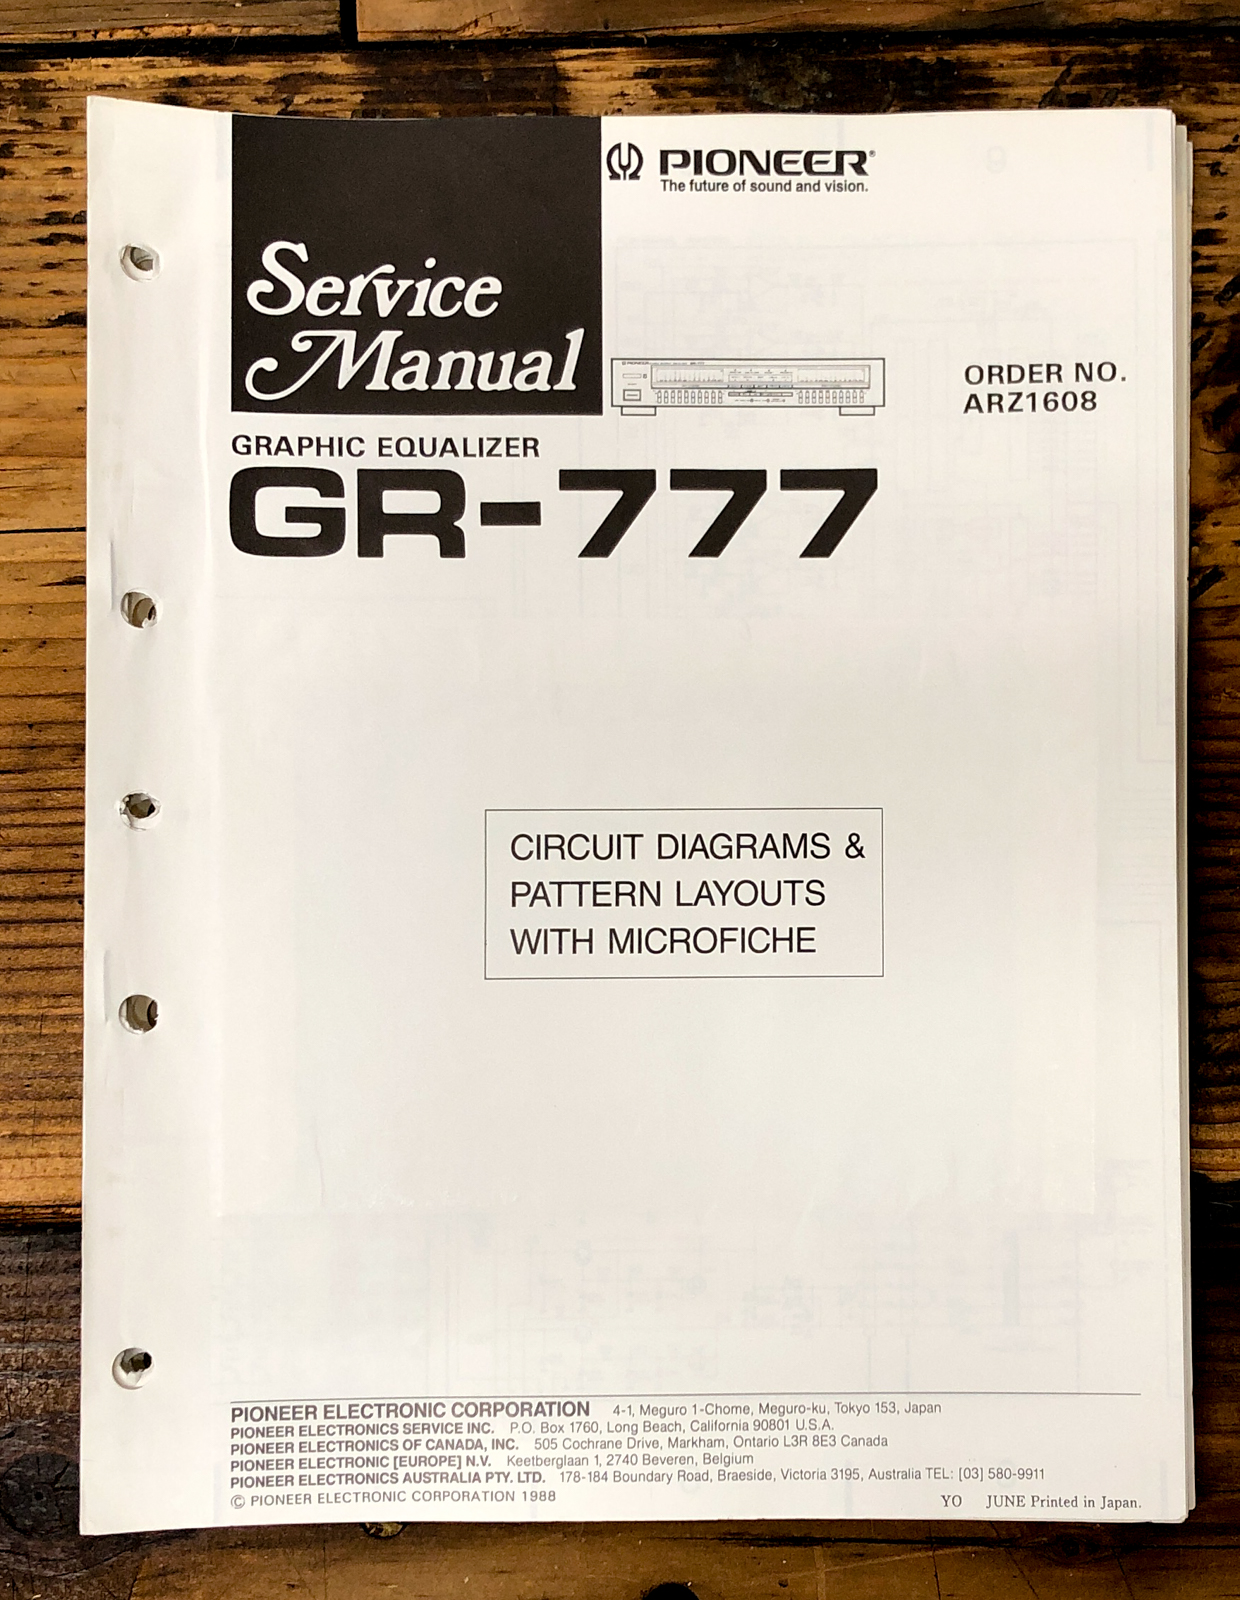 PIONEER®
The future of sound and vision.
Service
Manual
ORDER NO.
ARZ1608
GRAPHIC EQUALIZER
GR-777
CIRCUIT DIAGRAMS &
PATTERN LAYOUTS
WITH MICROFICHE
PIONEER ELECTRONIC CORPORATION 4-1, Meguro 1-Chome, Meguro-ku, Tokyo 153, Japan
PIONEER ELECTRONICS SERVICE INC. P.O. Box 1760, Long Beach, California 90801 U.S.A.
PIONEER ELECTRONICS OF CANADA, INC. 505 Cochrane Drive, Markham, Ontario L3R 8E3 Canada
PIONEER ELECTRONIC [EUROPE] N.V. Keetberglaan 1, 2740 Beveren, Belgium
PIONEER ELECTRONICS AUSTRALIA PTY. LTD. 178-184 Boundary Road, Braeside, Victoria 3195, Australia TEL: [03] 580-9911
© PIONEER ELECTRONIC CORPORATION 1988
YO JUNE Printed in Japan.